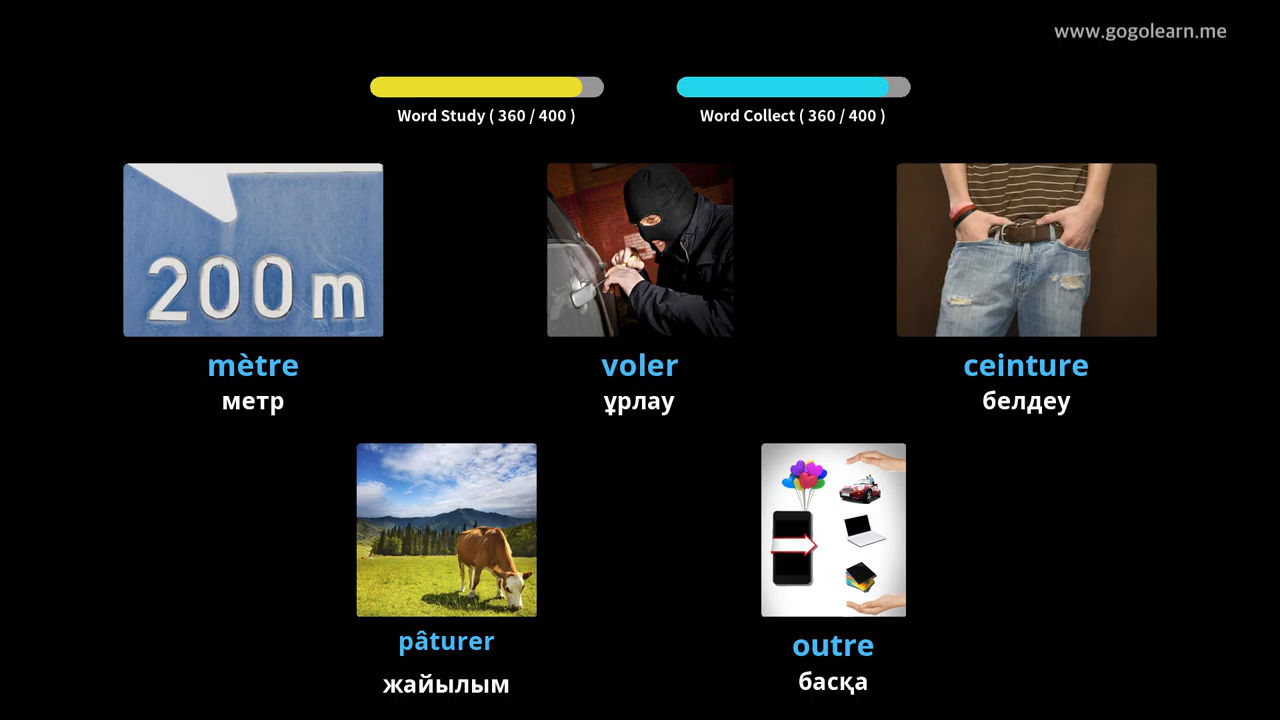 www.gogolearn.me
Word Study ( 360 / 400 )
Word Collect ( 360 / 400 )
200 m
mètre
метр
voler
ұрлау
ceinture
белдеу
pâturer
жайылым
outre
басқа